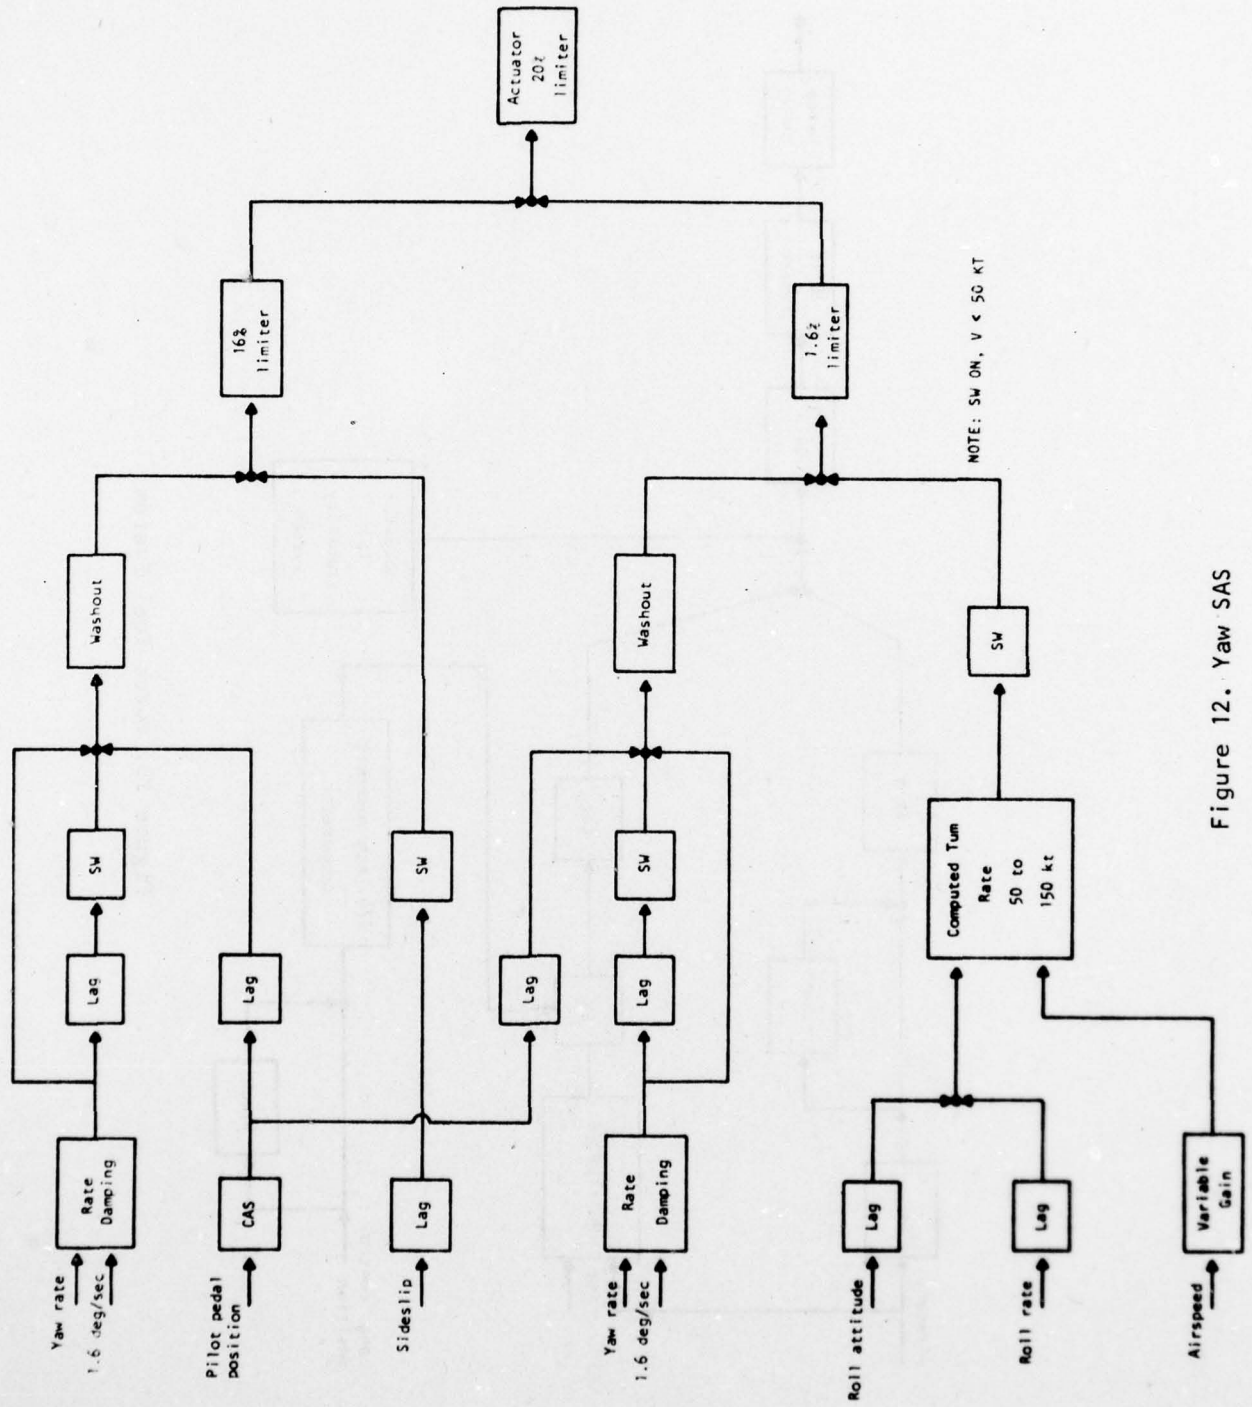 Yaw rate
1.6 deg/sec
Rate
Damping
Lag
SW
Washout
Pilot pedal
position
CAS
Lag
16%
limiter
Sideslip
Lag
SW
Actuator
20%
limiter
Lag
Yaw rate
1.6 deg/sec
Rate
Damping
Lag
SW
Washout
1.6%
limiter
Roll attitude
Lag
Roll rate
Lag
Computed Tum
Rate
50 to
150 kt
SW
NOTE: SW ON, V < 50 KT
Airspeed
Variable
Gain
Figure 12. Yaw SAS